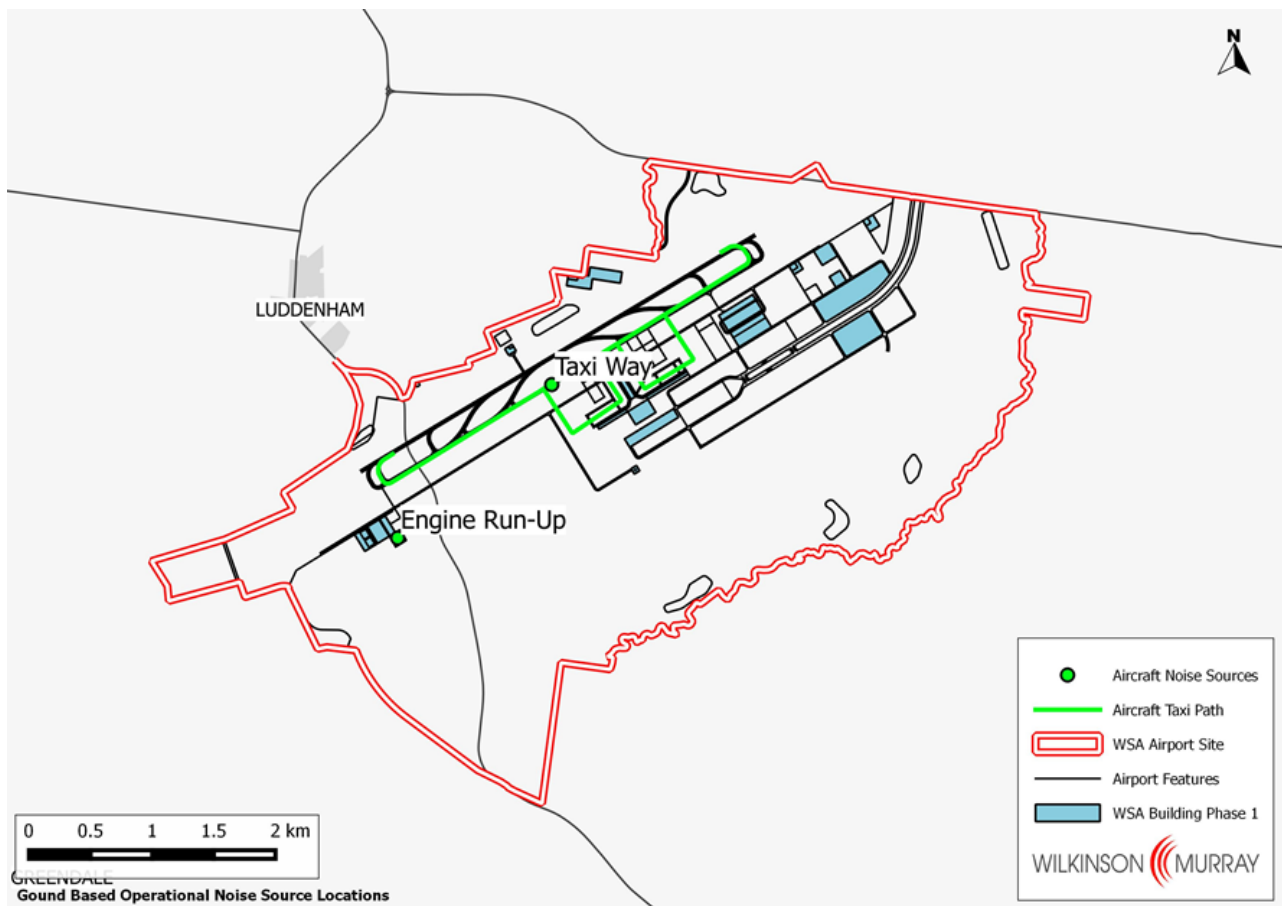 N
LUDDENHAM
Taxi Way
Engine Run-Up
Aircraft Noise Sources
Aircraft Taxi Path
WSA Airport Site
Airport Features
WSA Building Phase 1
WILKINSON MURRAY
0 0.5 1 1.5 2 km
GREENDALE
Gound Based Operational Noise Source Locations